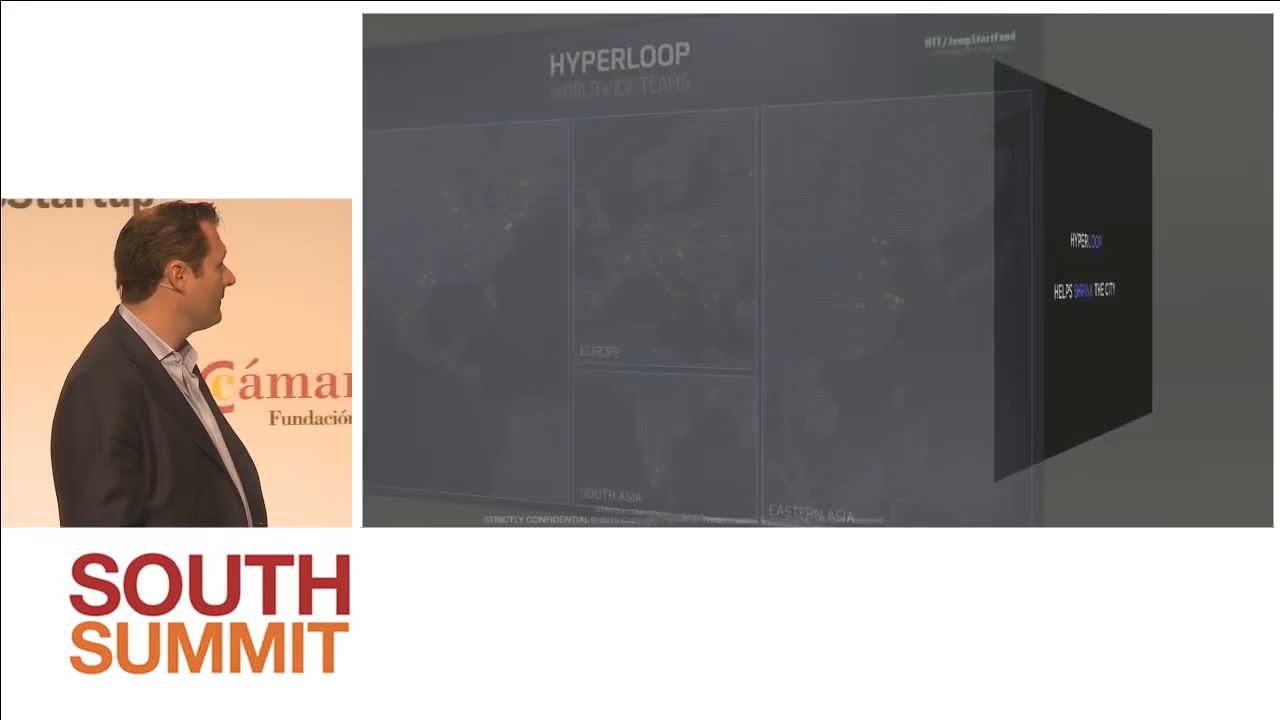 Startup
Cámar
Fundación
SOUTH
SUMMIT
HYPERLOOP
WORLDWIDE TEAMS
HTT/JumpStartFund
EUROPE
SOUTH ASIA
EASTERN ASIA
STRICTLY CONFIDENTIAL
HYPERLOOP
HELPS SHRINK THE CITY